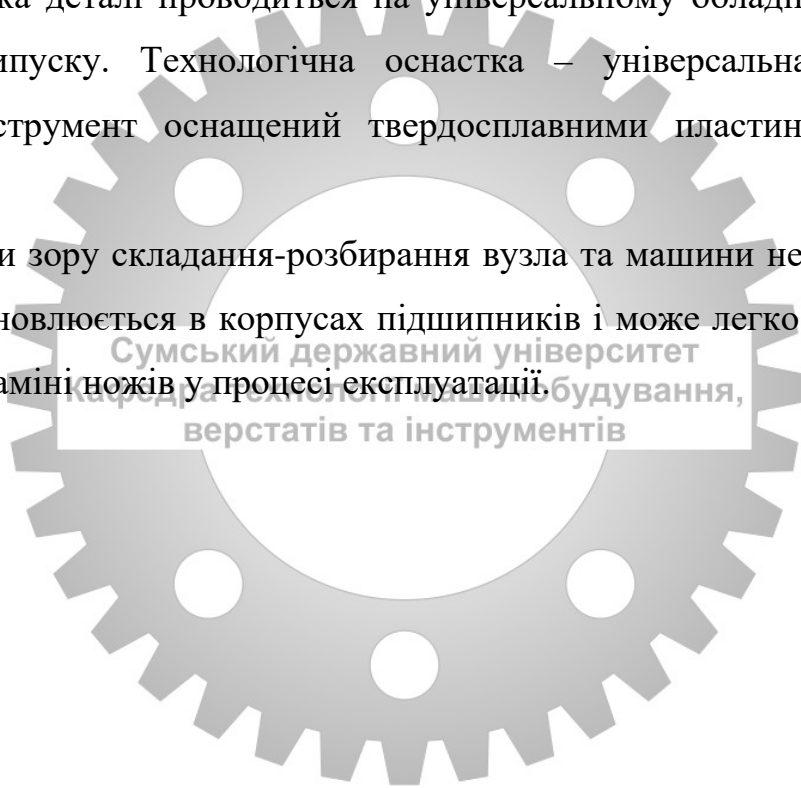 ка деталі проводиться на універсальному обладн
ипуску. Технологічна оснастка – універсальна
струмент оснащений твердосплавними пластин
и зору складання-розбирання вузла та машини не
новлюється в корпусах підшипників і може легко
Сумський державний університет
аміні ножів у процесі експлуатації.
Кафедра технології машинобудування,
верстатів та інструментів